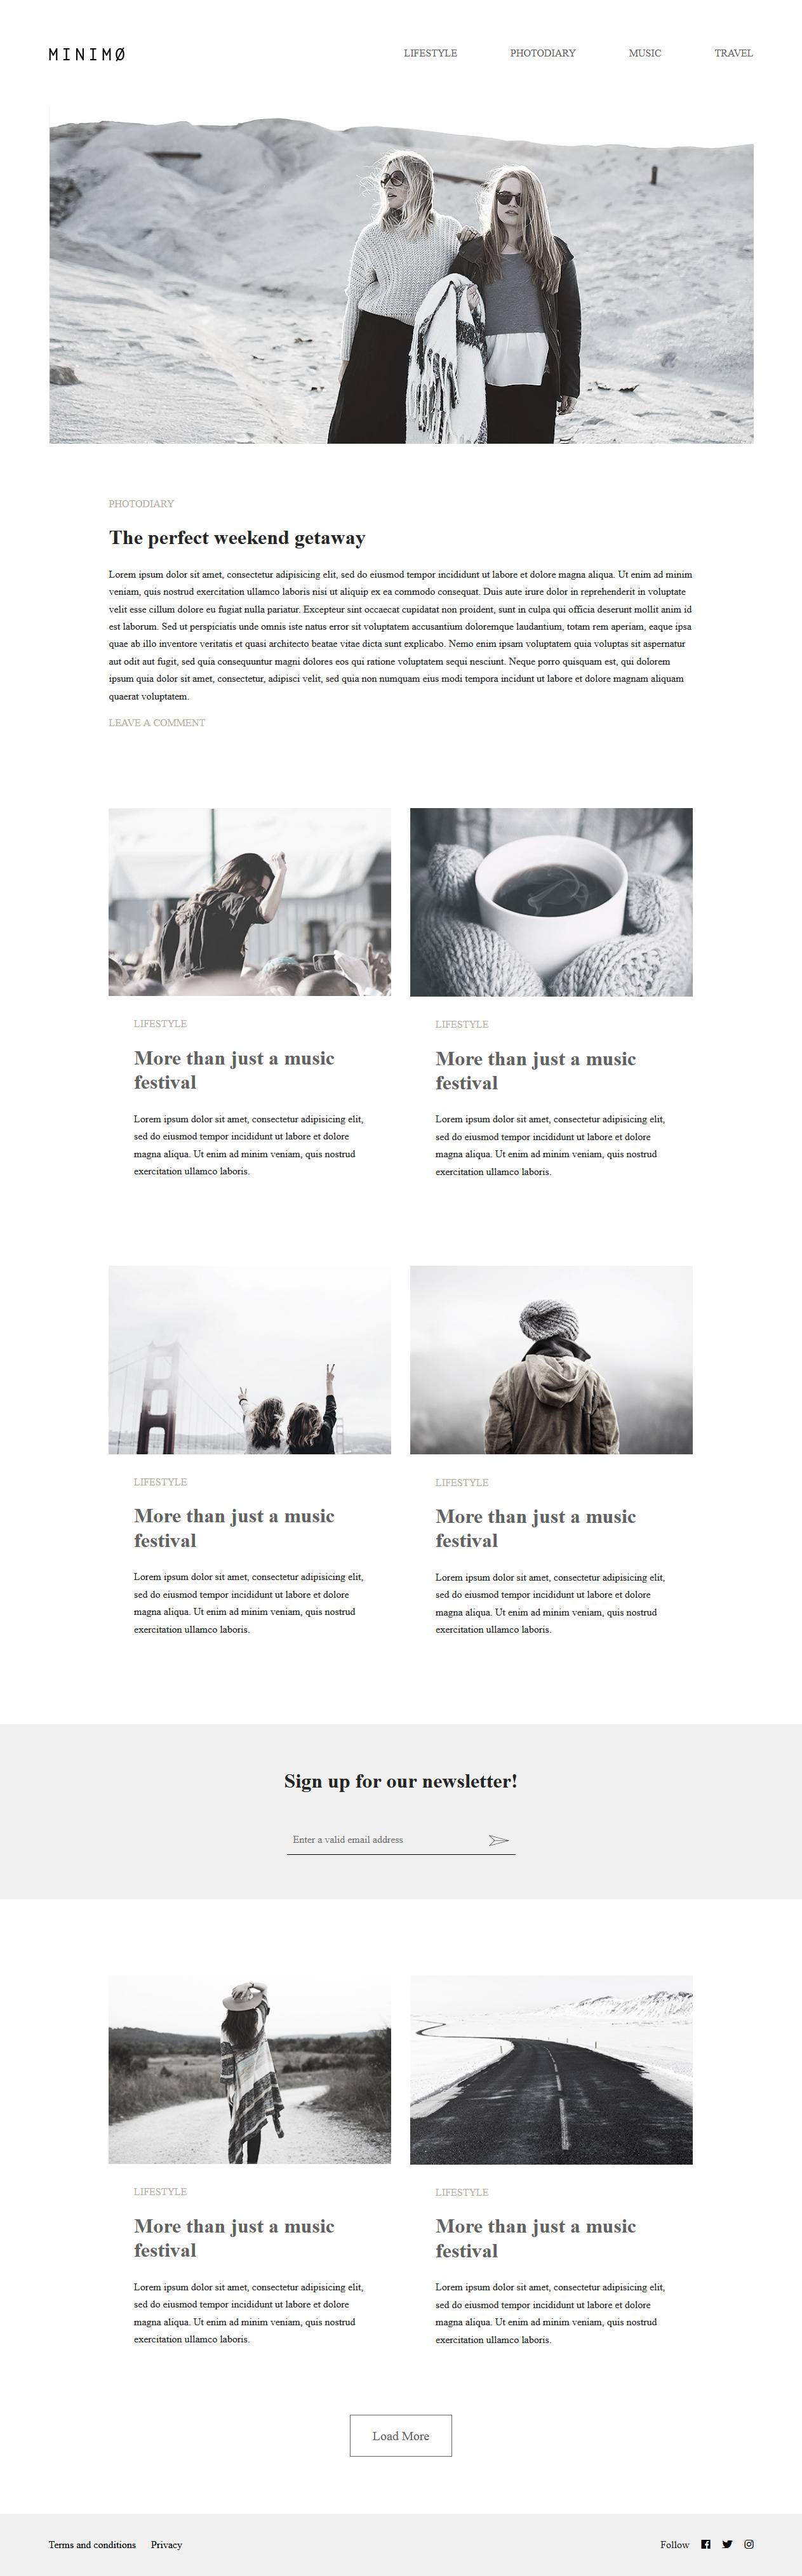 MINIMØ
LIFESTYLE PHOTODIARY MUSIC TRAVEL
PHOTODIARY
The perfect weekend getaway
Lorem ipsum dolor sit amet, consectetur adipisicing elit, sed do eiusmod tempor incididunt ut labore et dolore magna aliqua. Ut enim ad minim
veniam, quis nostrud exercitation ullamco laboris nisi ut aliquip ex ea commodo consequat. Duis aute irure dolor in reprehenderit in voluptate
velit esse cillum dolore eu fugiat nulla pariatur. Excepteur sint occaecat cupidatat non proident, sunt in culpa qui officia deserunt mollit anim id
est laborum. Sed ut perspiciatis unde omnis iste natus error sit voluptatem accusantium doloremque laudantium, totam rem aperiam, eaque ipsa
quae ab illo inventore veritatis et quasi architecto beatae vitae dicta sunt explicabo. Nemo enim ipsam voluptatem quia voluptas sit aspernatur
aut odit aut fugit, sed quia consequuntur magni dolores eos qui ratione voluptatem sequi nesciunt. Neque porro quisquam est, qui dolorem
ipsum quia dolor sit amet, consectetur, adipisci velit, sed quia non numquam eius modi tempora incidunt ut labore et dolore magnam aliquam
quaerat voluptatem.
LEAVE A COMMENT
LIFESTYLE
More than just a music
festival
Lorem ipsum dolor sit amet, consectetur adipisicing elit,
sed do eiusmod tempor incididunt ut labore et dolore
magna aliqua. Ut enim ad minim veniam, quis nostrud
exercitation ullamco laboris.
LIFESTYLE
More than just a music
festival
Lorem ipsum dolor sit amet, consectetur adipisicing elit,
sed do eiusmod tempor incididunt ut labore et dolore
magna aliqua. Ut enim ad minim veniam, quis nostrud
exercitation ullamco laboris.
LIFESTYLE
More than just a music
festival
Lorem ipsum dolor sit amet, consectetur adipisicing elit,
sed do eiusmod tempor incididunt ut labore et dolore
magna aliqua. Ut enim ad minim veniam, quis nostrud
exercitation ullamco laboris.
LIFESTYLE
More than just a music
festival
Lorem ipsum dolor sit amet, consectetur adipisicing elit,
sed do eiusmod tempor incididunt ut labore et dolore
magna aliqua. Ut enim ad minim veniam, quis nostrud
exercitation ullamco laboris.
Sign up for our newsletter!
Enter a valid email address
LIFESTYLE
More than just a music
festival
Lorem ipsum dolor sit amet, consectetur adipisicing elit,
sed do eiusmod tempor incididunt ut labore et dolore
magna aliqua. Ut enim ad minim veniam, quis nostrud
exercitation ullamco laboris.
LIFESTYLE
More than just a music
festival
Lorem ipsum dolor sit amet, consectetur adipisicing elit,
sed do eiusmod tempor incididunt ut labore et dolore
magna aliqua. Ut enim ad minim veniam, quis nostrud
exercitation ullamco laboris.
Load More
Terms and conditions Privacy
Follow